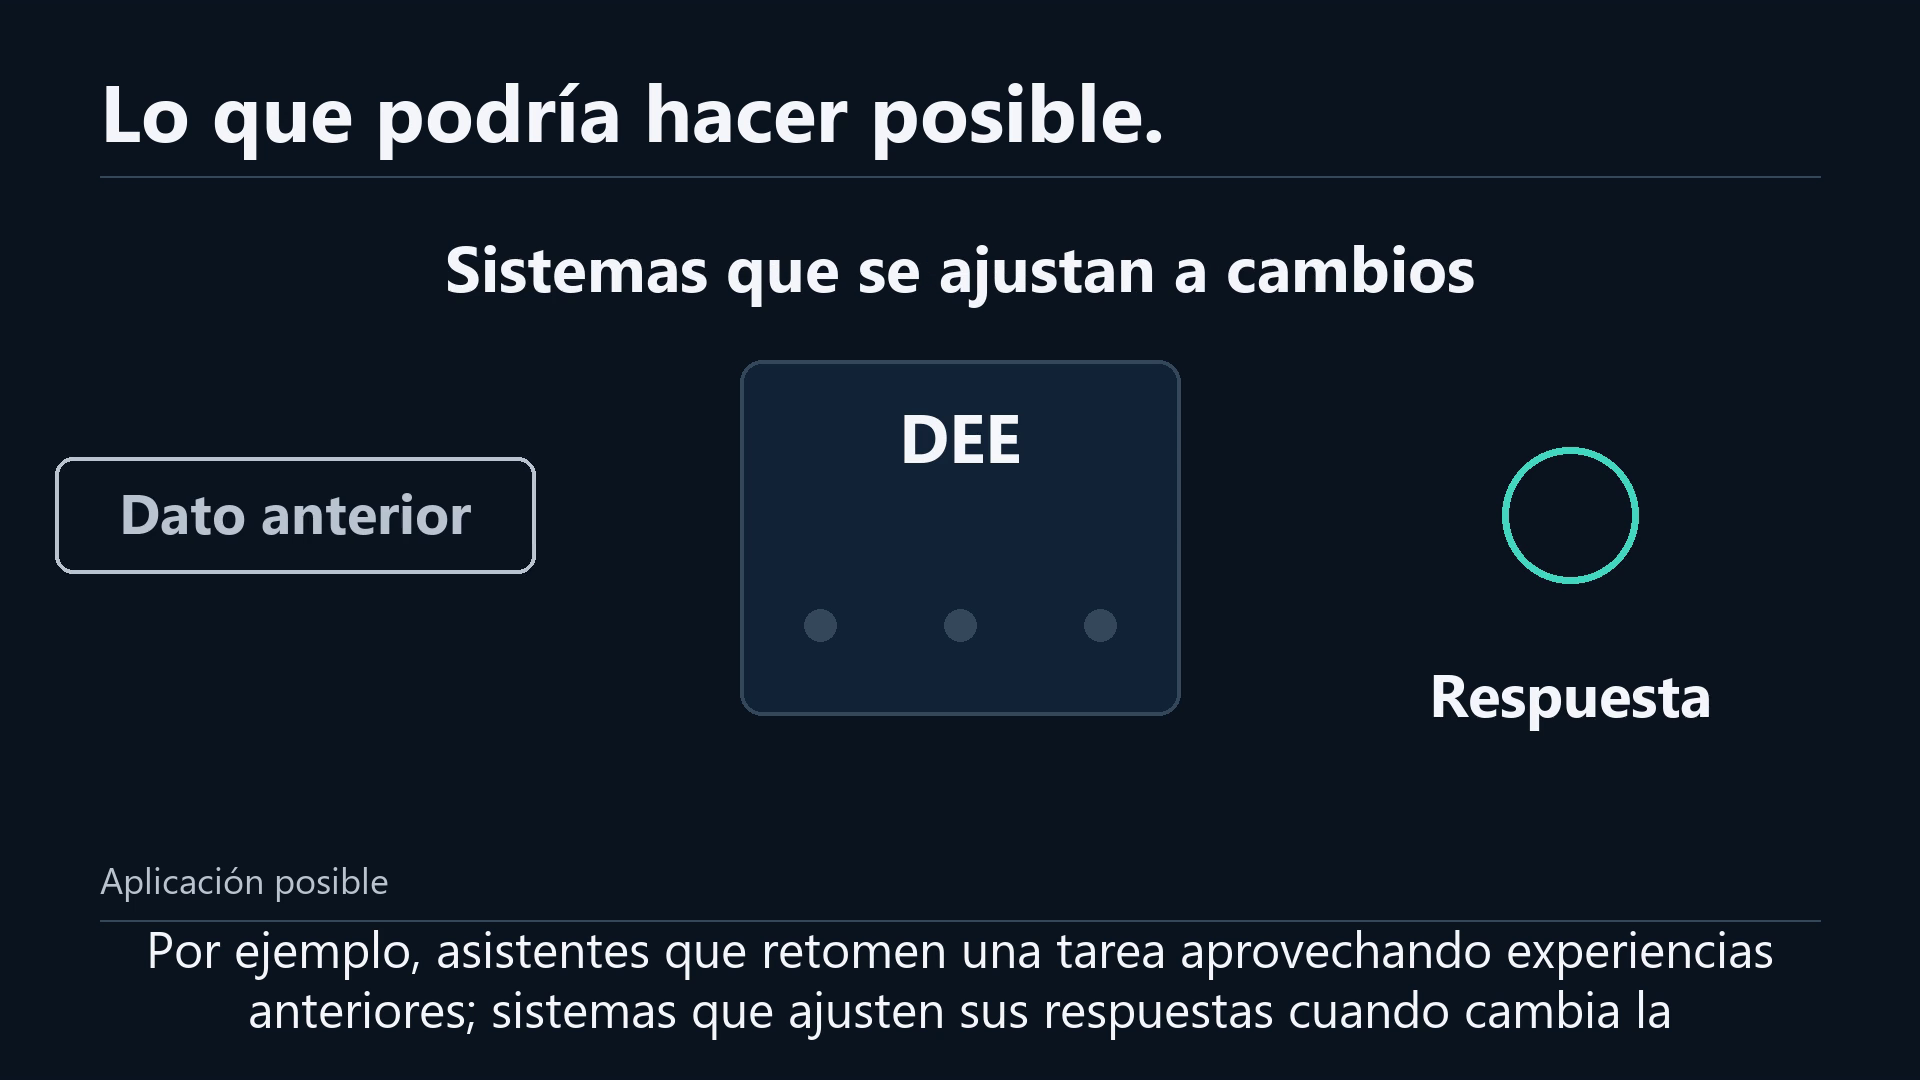 Lo que podría hacer posible.
Sistemas que se ajustan a cambios
DEE
Dato anterior
Respuesta
Aplicación posible
Por ejemplo, asistentes que retomen una tarea aprovechando experiencias
anteriores; sistemas que ajusten sus respuestas cuando cambia la